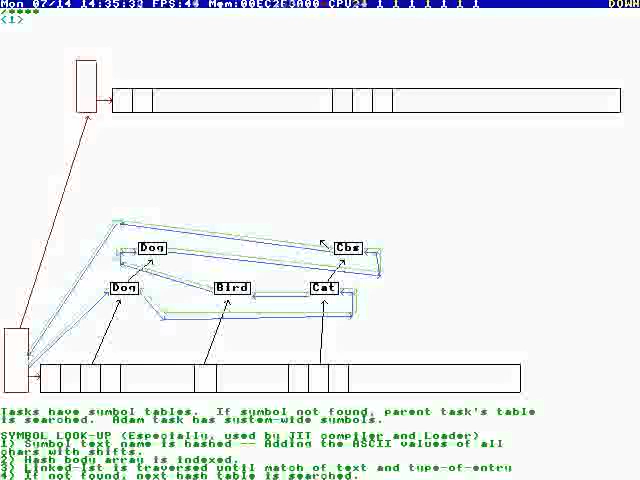 Mon 07/14 14:35:33 FPS:44 Mem:00EC2E3A00 CPU24 1 1 1 1 1 1 1 DOWN
/****
(1)
Dog Cbs
Dog Bird Cat
Tasks have symbol tables. If symbol not found, parent task's table
is searched. Adam task has system-wide symbols.
SYMBOL LOOK-UP (Especially, used by JIT compiler and Loader)
1) Symbol text name is hashed -- Adding the ASCII values of all
chars with shifts.
2) Hash body array is indexed.
3) Linked-lst is traversed until match of text and type-of-entry
4) If not found, next hash table is searched.